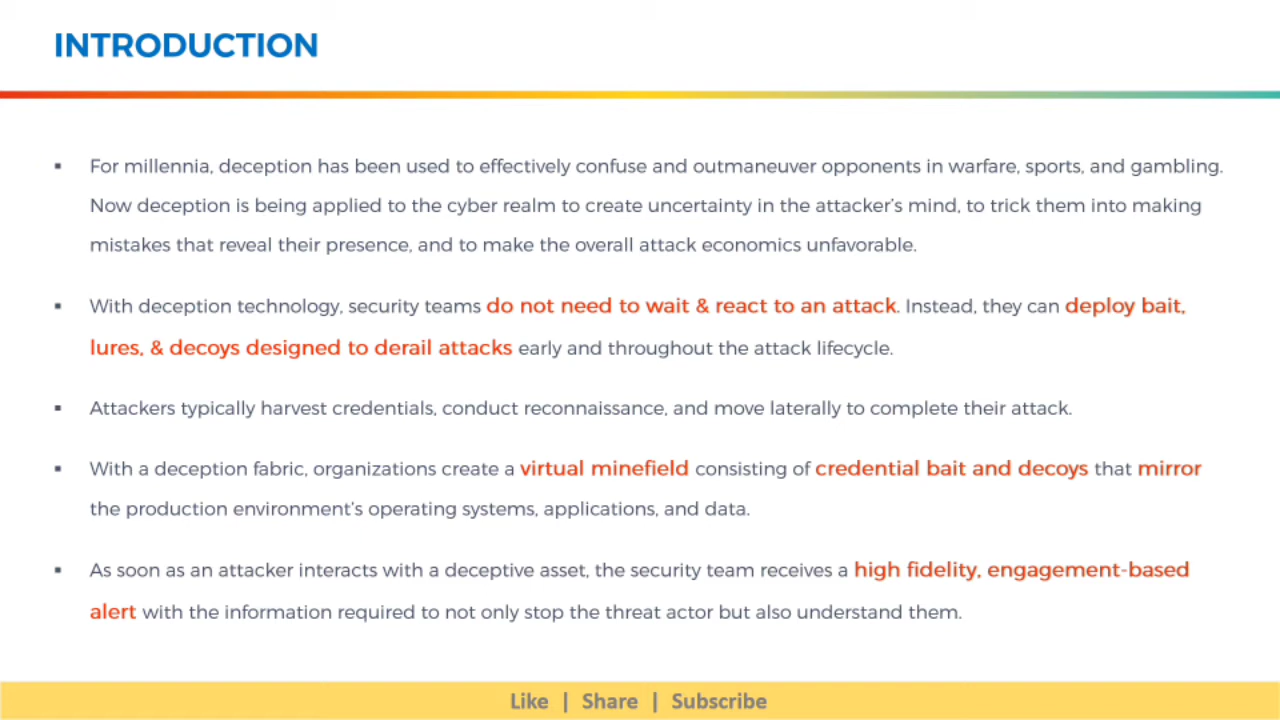 INTRODUCTION
▪ For millennia, deception has been used to effectively confuse and outmaneuver opponents in warfare, sports, and gambling.
Now deception is being applied to the cyber realm to create uncertainty in the attacker's mind, to trick them into making
mistakes that reveal their presence, and to make the overall attack economics unfavorable.
▪ With deception technology, security teams do not need to wait & react to an attack. Instead, they can deploy bait,
lures, & decoys designed to derail attacks early and throughout the attack lifecycle.
▪ Attackers typically harvest credentials, conduct reconnaissance, and move laterally to complete their attack.
▪ With a deception fabric, organizations create a virtual minefield consisting of credential bait and decoys that mirror
the production environment's operating systems, applications, and data.
▪ As soon as an attacker interacts with a deceptive asset, the security team receives a high fidelity, engagement-based
alert with the information required to not only stop the threat actor but also understand them.
Like | Share | Subscribe